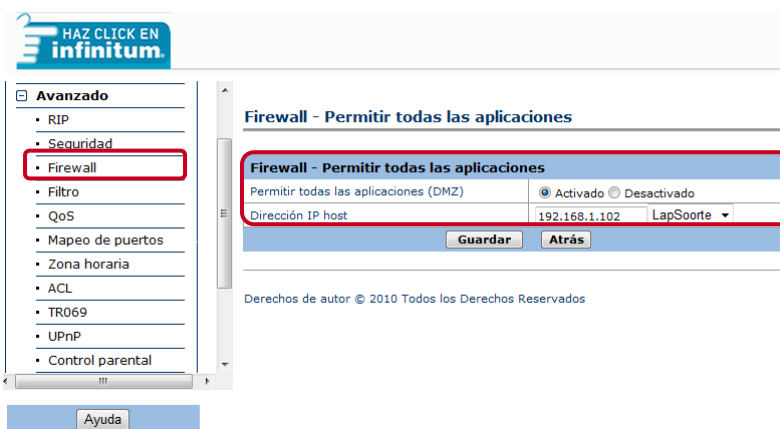 HAZ CLICK EN
infinitum.
Avanzado
RIP
Seguridad
Firewall
Filtro
QoS
Mapeo de puertos
Zona horaria
ACL
TR069
UPnP
Control parental
Ayuda
Firewall - Permitir todas las aplicaciones
Firewall - Permitir todas las aplicaciones
Permitir todas las aplicaciones (DMZ) Activado Desactivado
Dirección IP host 192.168.1.102 LapSoorte
Guardar Atrás
Derechos de autor © 2010 Todos los Derechos Reservados